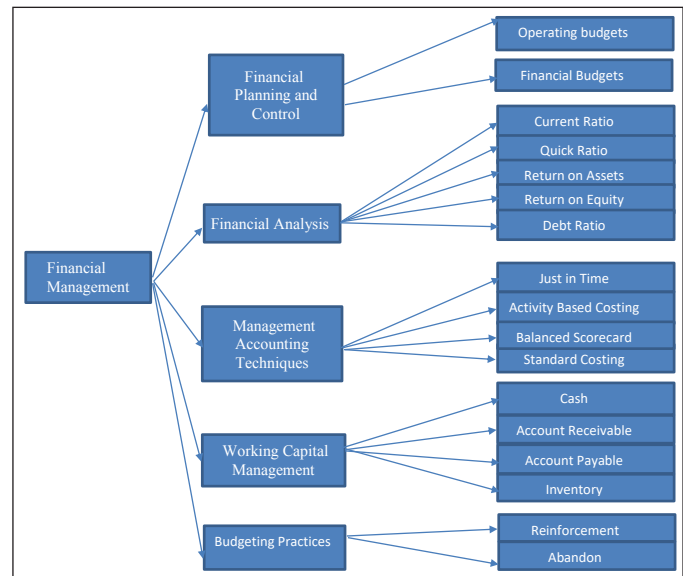 Financial
Management
Financial
Planning and
Control
Operating budgets
Financial Budgets
Financial Analysis
Current Ratio
Quick Ratio
Return on Assets
Return on Equity
Debt Ratio
Management
Accounting
Techniques
Just in Time
Activity Based Costing
Balanced Scorecard
Standard Costing
Working Capital
Management
Cash
Account Receivable
Account Payable
Inventory
Budgeting Practices
Reinforcement
Abandon